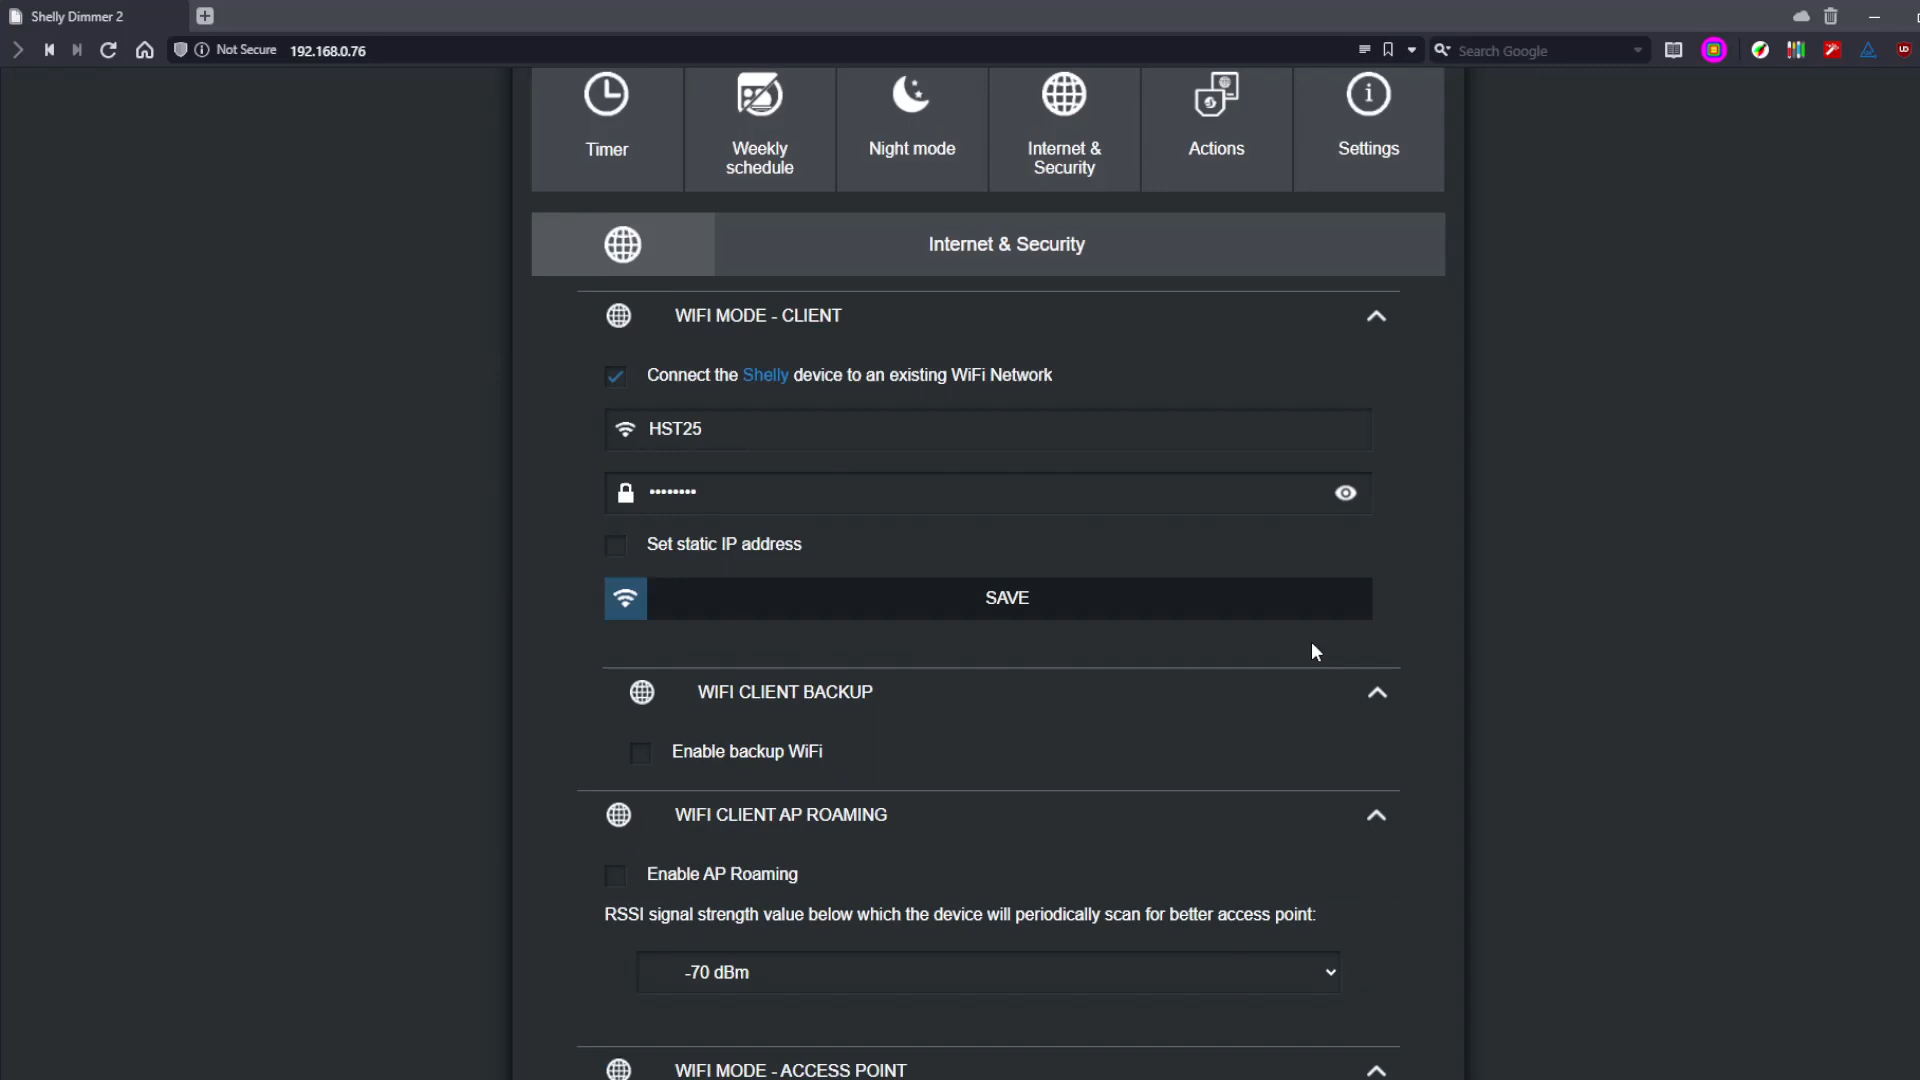 Shelly Dimmer 2
Not Secure 192.168.0.76
Search Google
Timer
Weekly
schedule
Night mode
Internet &
Security
Actions
Settings
Internet & Security
WIFI MODE - CLIENT
Connect the Shelly device to an existing WiFi Network
HST25
••••••••
Set static IP address
SAVE
WIFI CLIENT BACKUP
Enable backup WiFi
WIFI CLIENT AP ROAMING
Enable AP Roaming
RSSI signal strength value below which the device will periodically scan for better access point:
-70 dBm
WIFI MODE - ACCESS POINT